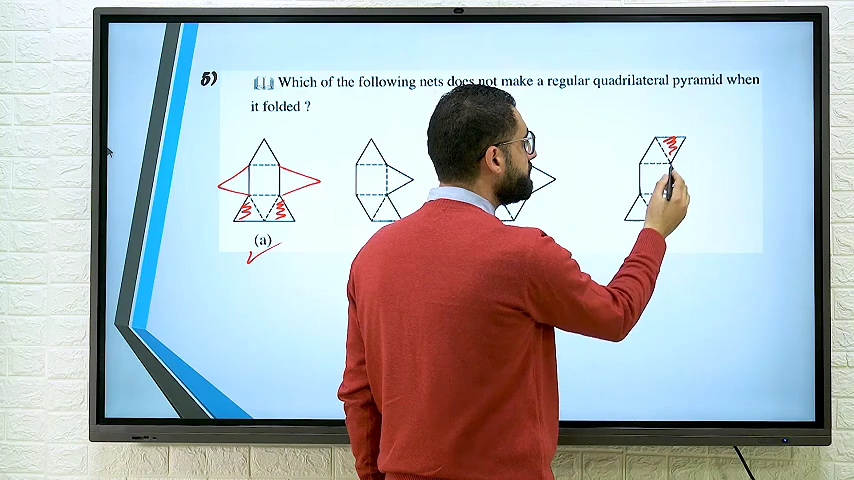 5) Which of the following nets does not make a regular quadrilateral pyramid when
it folded ?
(a)